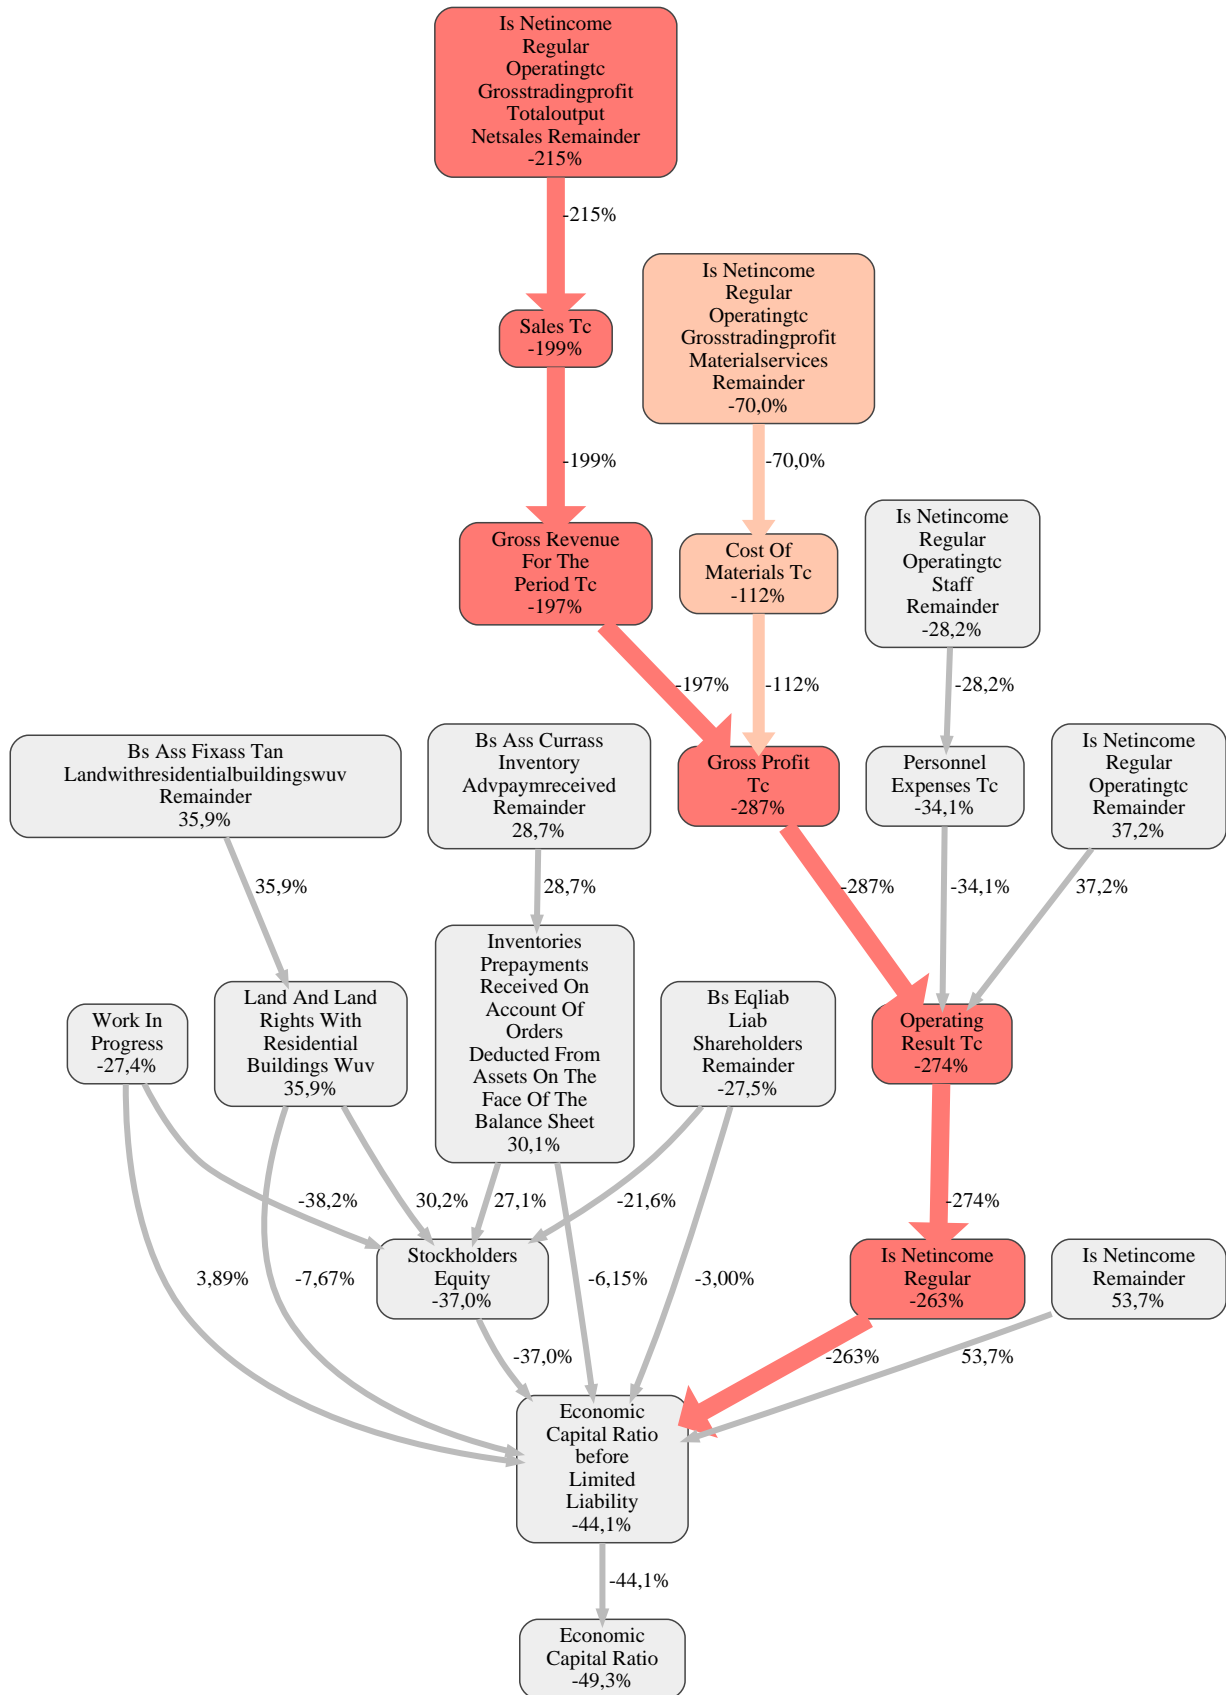 Is Netincome
Regular
Operatingtc
Grosstradingprofit
Totaloutput
Netsales Remainder
-215%
-215%
Is Netincome
Regular
Operatingtc
Grosstradingprofit
Materialservices
Remainder
-70,0%
Sales Tc
-199%
-199%
-70,0%
Is Netincome
Regular
Operatingtc
Staff
Remainder
-28,2%
Gross Revenue
For The
Period Tc
-197%
Cost Of
Materials Tc
-112%
-197%
-112%
-28,2%
Bs Ass Fixass Tan
Landwithresidentialbuildingswuv
Remainder
35,9%
Bs Ass Currass
Inventory
Advpaymreceived
Remainder
28,7%
Gross Profit
Tc
-287%
Personnel
Expenses Tc
-34,1%
Is Netincome
Regular
Operatingtc
Remainder
37,2%
35,9%
28,7%
-287%
-34,1%
37,2%
Work In
Progress
-27,4%
Land And Land
Rights With
Residential
Buildings Wuv
35,9%
Inventories
Prepayments
Received On
Account Of
Orders
Deducted From
Assets On The
Face Of The
Balance Sheet
30,1%
Bs Eqliab
Liab
Shareholders
Remainder
-27,5%
Operating
Result Tc
-274%
-38,2%
30,2%
27,1%
-21,6%
-274%
Stockholders
Equity
-37,0%
Is Netincome
Regular
-263%
Is Netincome
Remainder
53,7%
3,89%
-7,67%
-6,15%
-3,00%
-37,0%
-263%
53,7%
Economic
Capital Ratio
before
Limited
Liability
-44,1%
-44,1%
Economic
Capital Ratio
-49,3%